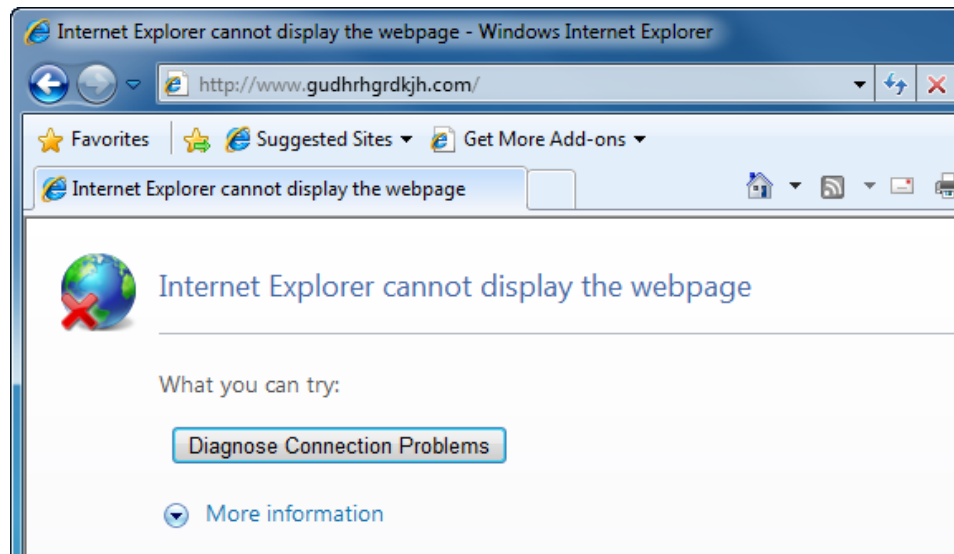 Internet Explorer cannot display the webpage - Windows Internet Explorer
http://www.gudhrhgrdkjh.com/
Favorites Suggested Sites Get More Add-ons
Internet Explorer cannot display the webpage
Internet Explorer cannot display the webpage
What you can try:
Diagnose Connection Problems
More information